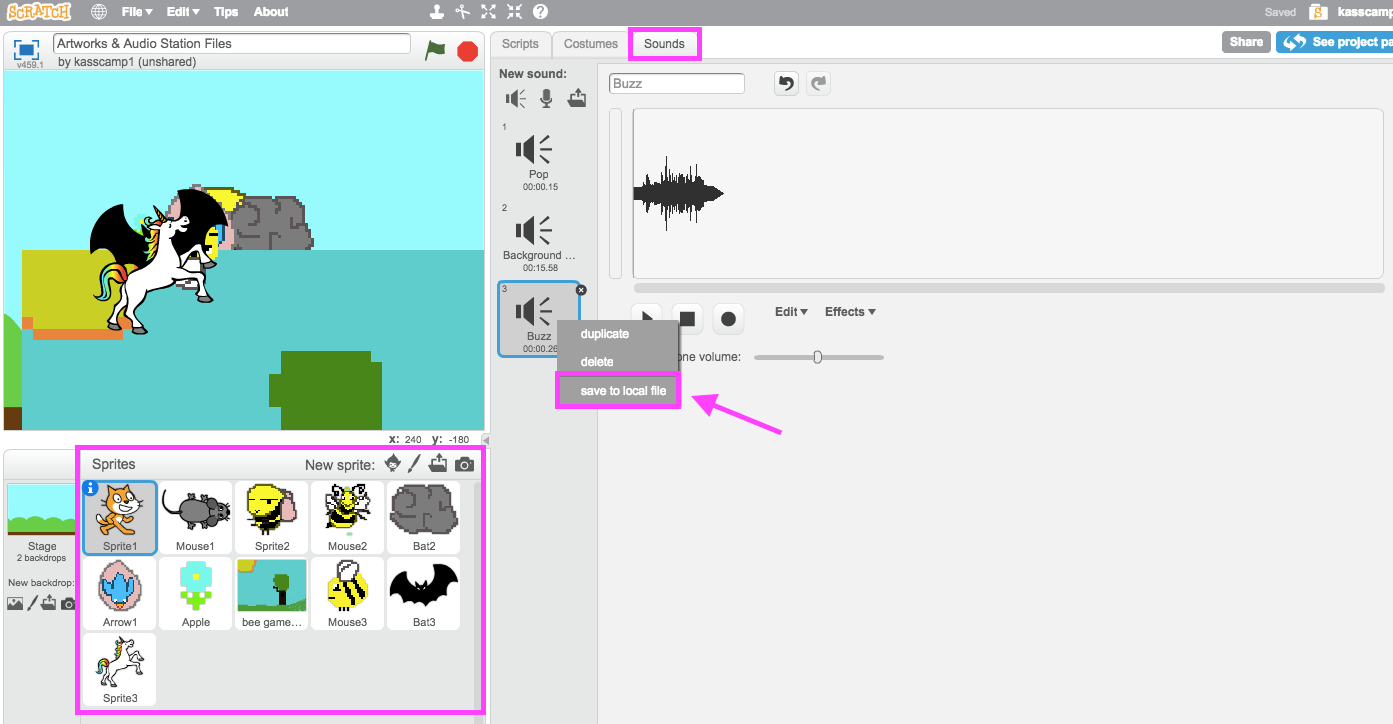 SCRATCH File Edit Tips About Saved kasscamp
v459.1
Artworks & Audio Station Files
by kasscamp1 (unshared)
Scripts Costumes Sounds Share See project pa
New sound:
Buzz
1
Pop
00:00.15
2
Background ...
00:15.58
3
Buzz
00:00.26
duplicate
delete
save to local file
Edit Effects
one volume:
x: 240 y: -180
Sprites New sprite:
Stage
2 backdrops
New backdrop:
Sprite1 Mouse1 Sprite2 Mouse2 Bat2
Arrow1 Apple bee game... Mouse3 Bat3
Sprite3